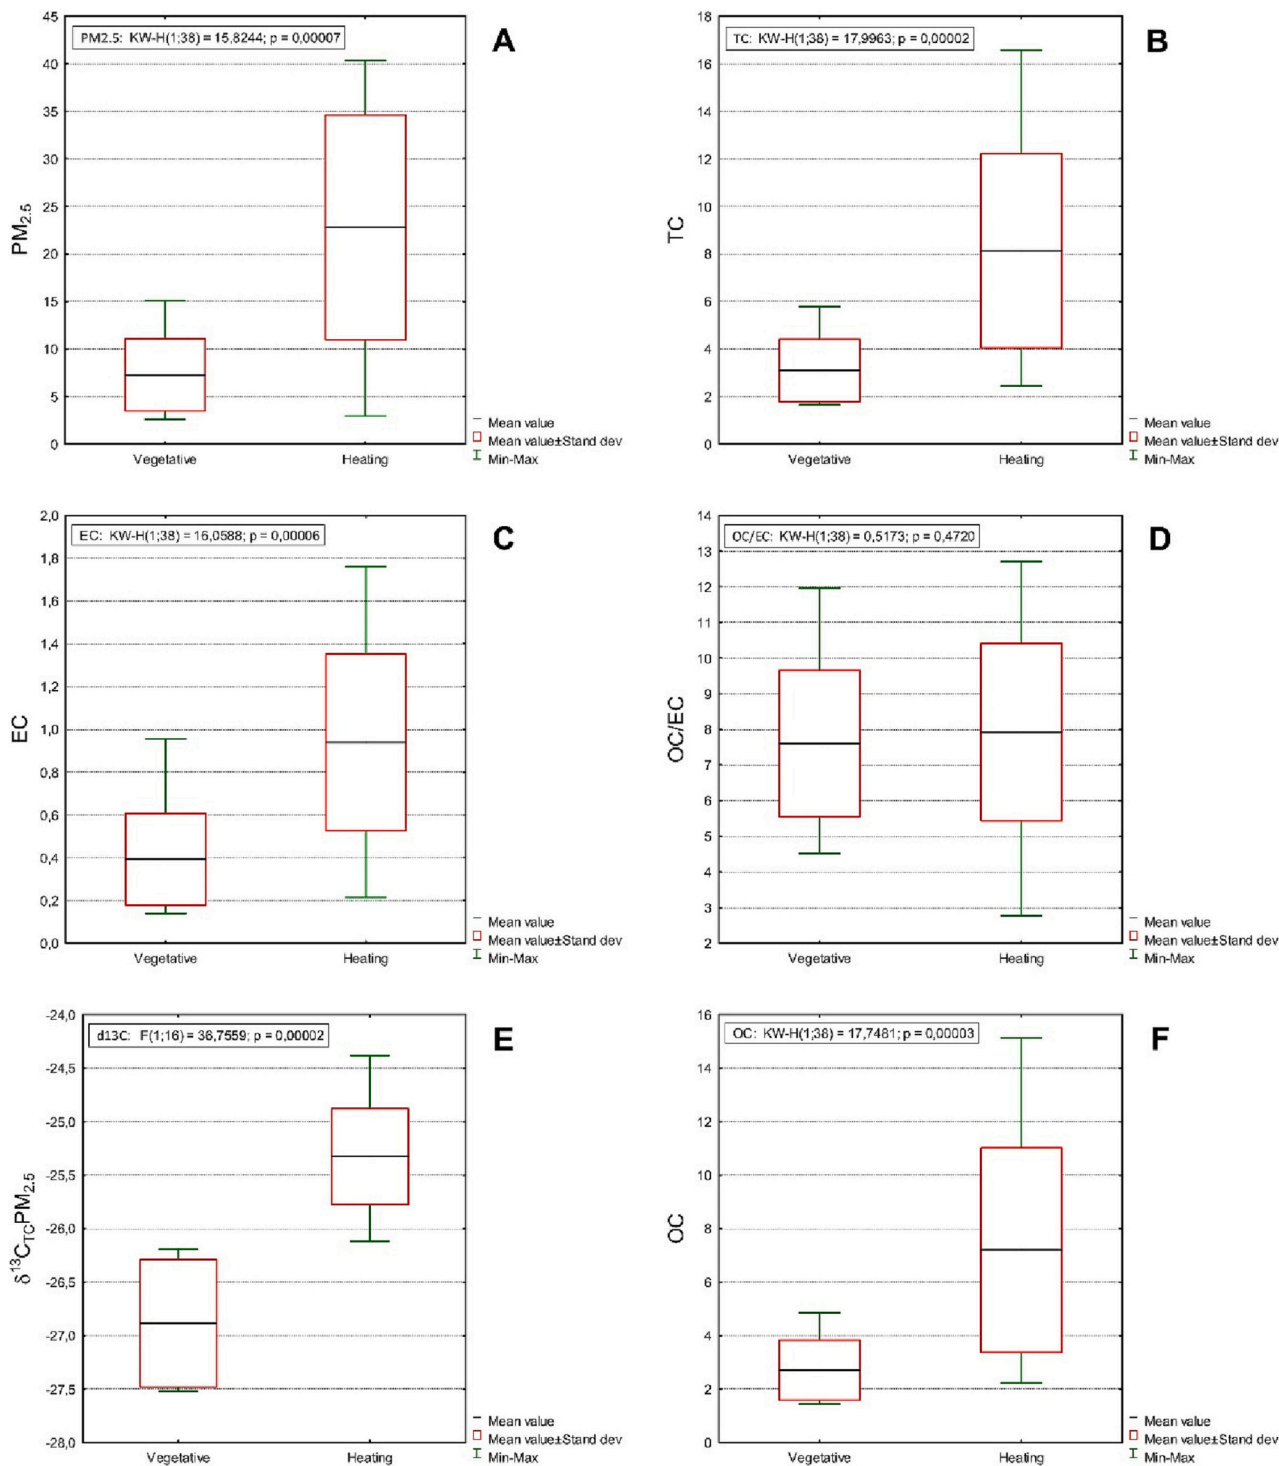 PM2.5: KW-H(1;38) = 15,8244; p = 0,00007
A
45
40
35
30
25
20
15
10
5
0
PM2.5
Vegetative
Heating
Mean value
Mean value±Stand dev
Min-Max
TC: KW-H(1;38) = 17,9963; p = 0,00002
B
18
16
14
12
10
8
6
4
2
0
TC
Vegetative
Heating
Mean value
Mean value±Stand dev
Min-Max
EC: KW-H(1;38) = 16,0588; p = 0,00006
C
2,0
1,8
1,6
1,4
1,2
1,0
0,8
0,6
0,4
0,2
0,0
EC
Vegetative
Heating
Mean value
Mean value±Stand dev
Min-Max
OC/EC: KW-H(1;38) = 0,5173; p = 0,4720
D
14
13
12
11
10
9
8
7
6
5
4
3
2
OC/EC
Vegetative
Heating
Mean value
Mean value±Stand dev
Min-Max
d13C: F(1;16) = 36,7559; p = 0,00002
E
-24,0
-24,5
-25,0
-25,5
-26,0
-26,5
-27,0
-27,5
-28,0
δ13CTCPM2.5
Vegetative
Heating
Mean value
Mean value±Stand dev
Min-Max
OC: KW-H(1;38) = 17,7481; p = 0,00003
F
16
14
12
10
8
6
4
2
0
OC
Vegetative
Heating
Mean value
Mean value±Stand dev
Min-Max